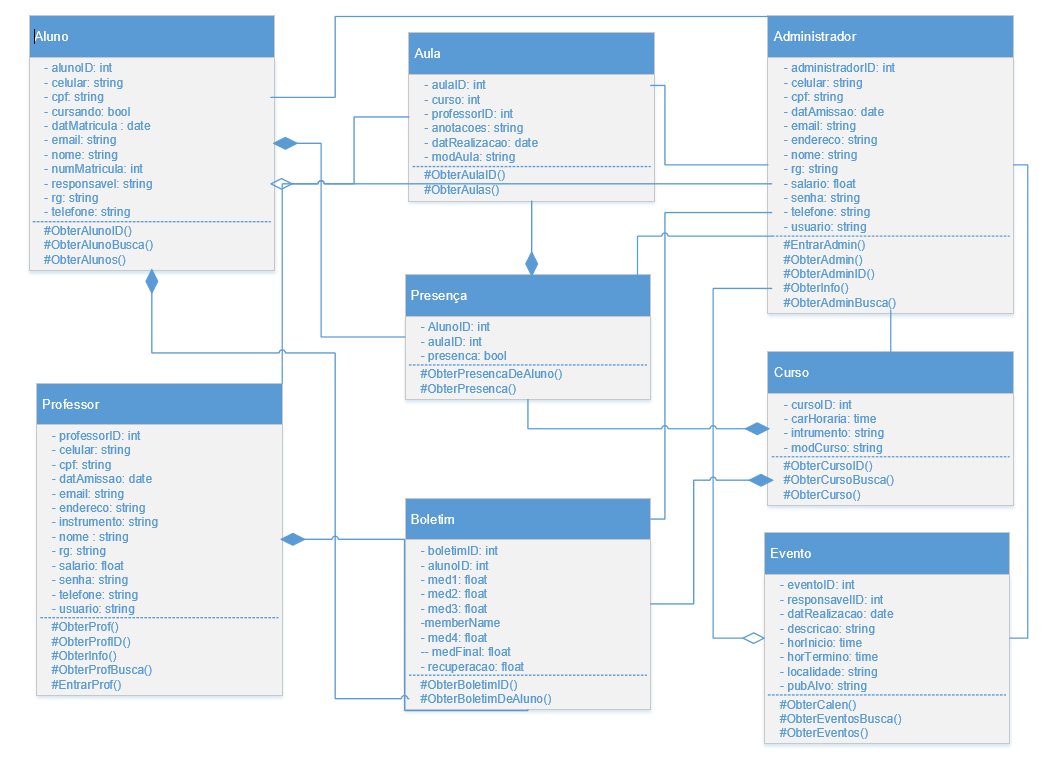 Aluno
- alunoID: int
- celular: string
- cpf: string
- cursando: bool
- datMatricula : date
- email: string
- nome: string
- numMatricula: int
- responsavel: string
- rg: string
- telefone: string
#ObterAlunoID()
#ObterAlunoBusca()
#ObterAlunos()
Aula
- aulaID: int
- curso: int
- professorID: int
- anotacoes: string
- datRealizacao: date
- modAula: string
#ObterAulaID()
#ObterAulas()
Administrador
- administradorID: int
- celular: string
- cpf: string
- datAmissao: date
- email: string
- endereco: string
- nome: string
- rg: string
- salario: float
- senha: string
- telefone: string
- usuario: string
#EntrarAdmin()
#ObterAdmin()
#ObterAdminID()
#ObterInfo()
#ObterAdminBusca()
Presença
- AlunoID: int
- aulaID: int
- presenca: bool
#ObterPresencaDeAluno()
#ObterPresenca()
Curso
- cursoID: int
- carHoraria: time
- intrumento: string
- modCurso: string
#ObterCursoID()
#ObterCursoBusca()
#ObterCurso()
Professor
- professorID: int
- celular: string
- cpf: string
- datAmissao: date
- email: string
- endereco: string
- instrumento: string
- nome : string
- rg: string
- salario: float
- senha: string
- telefone: string
- usuario: string
#ObterProf()
#ObterProfID()
#ObterInfo()
#ObterProfBusca()
#EntrarProf()
Boletim
- boletimID: int
- alunoID: int
- med1: float
- med2: float
- med3: float
-memberName
- med4: float
-- medFinal: float
- recuperacao: float
#ObterBoletimID()
#ObterBoletimDeAluno()
Evento
- eventoID: int
- responsavelID: int
- datRealizacao: date
- descricao: string
- horInicio: time
- horTermino: time
- localidade: string
- pubAlvo: string
#ObterCalen()
#ObterEventosBusca()
#ObterEventos()